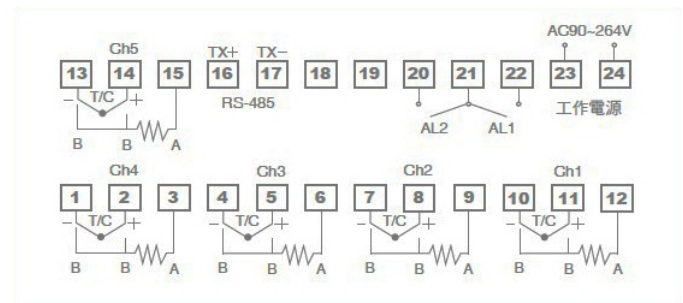 AC90~264V
Ch5 TX+ TX−
13 14 15 16 17 18 19 20 21 22 23 24
− T/C + RS-485 工作電源
AL2 AL1
B B A
Ch4 Ch3 Ch2 Ch1
1 2 3 4 5 6 7 8 9 10 11 12
− T/C + − T/C + − T/C + − T/C +
B B A B B A B B A B B A